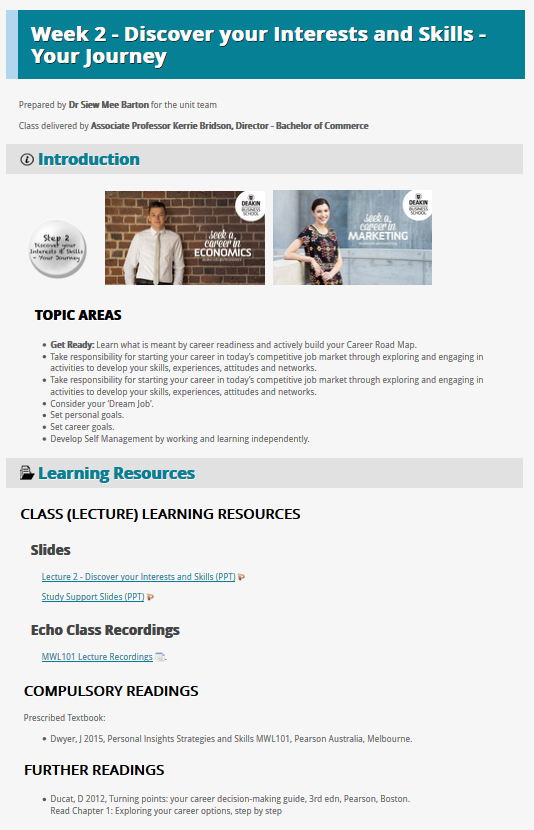 Week 2 - Discover your Interests and Skills -
Your Journey
Prepared by Dr Siew Mee Barton for the unit team
Class delivered by Associate Professor Kerrie Bridson, Director - Bachelor of Commerce
Introduction
Step 2
Discover your
Interests & Skills
- Your Journey
DEAKIN
BUSINESS
SCHOOL
seek a
career in
ECONOMICS
DEAKIN
BUSINESS
SCHOOL
seek a
career in
MARKETING
TOPIC AREAS
• Get Ready: Learn what is meant by career readiness and actively build your Career Road Map.
• Take responsibility for starting your career in today's competitive job market through exploring and engaging in
activities to develop your skills, experiences, attitudes and networks.
• Take responsibility for starting your career in today's competitive job market through exploring and engaging in
activities to develop your skills, experiences, attitudes and networks.
• Consider your 'Dream Job'.
• Set personal goals.
• Set career goals.
• Develop Self Management by working and learning independently.
Learning Resources
CLASS (LECTURE) LEARNING RESOURCES
Slides
Lecture 2 - Discover your Interests and Skills (PPT)
Study Support Slides (PPT)
Echo Class Recordings
MWL101 Lecture Recordings
COMPULSORY READINGS
Prescribed Textbook:
• Dwyer, J 2015, Personal Insights Strategies and Skills MWL101, Pearson Australia, Melbourne.
FURTHER READINGS
• Ducat, D 2012, Turning points: your career decision-making guide, 3rd edn, Pearson, Boston.
Read Chapter 1: Exploring your career options, step by step